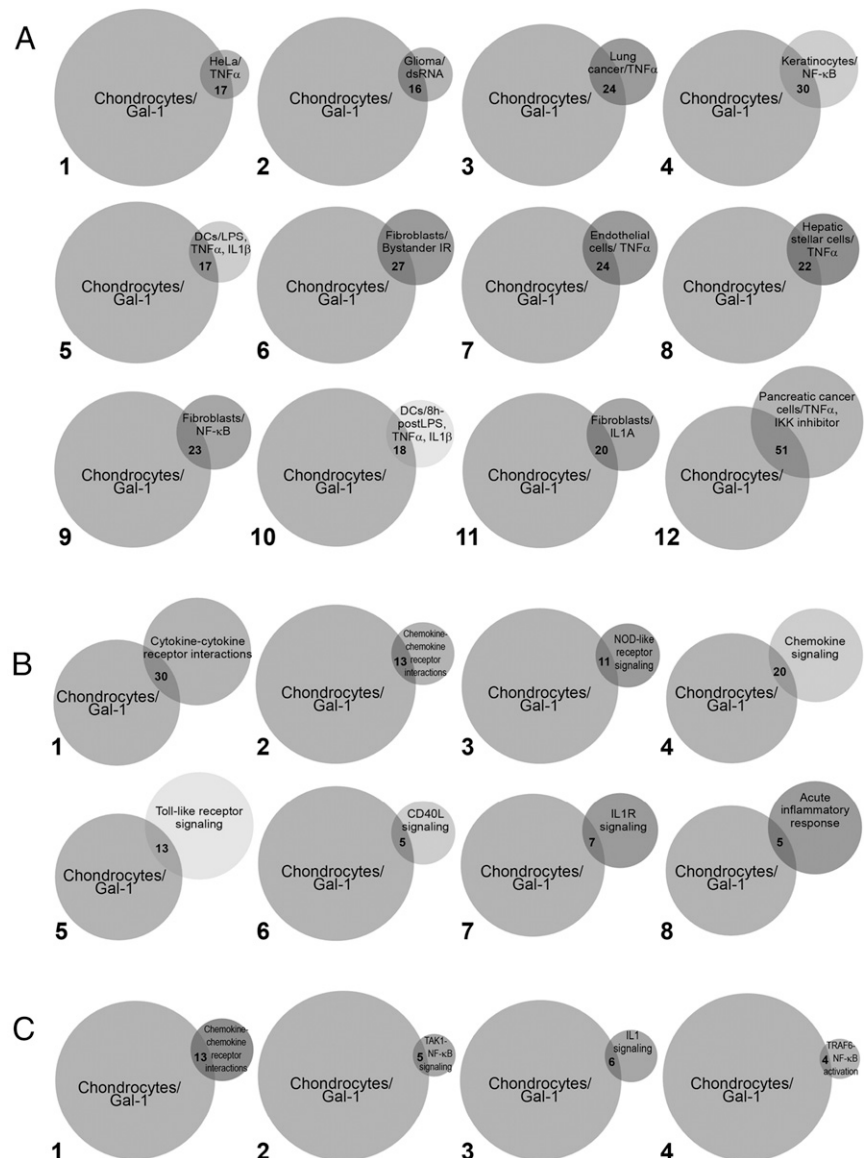 A
HeLa/
TNFα
17
Chondrocytes/
Gal-1
1
Glioma/
dsRNA
16
Chondrocytes/
Gal-1
2
Lung
cancer/TNFα
24
Chondrocytes/
Gal-1
3
Keratinocytes/
NF-κB
30
Chondrocytes/
Gal-1
4
DCs/LPS,
TNFα, IL1β
17
Chondrocytes/
Gal-1
5
Fibroblasts/
Bystander IR
27
Chondrocytes/
Gal-1
6
Endothelial
cells/ TNFα
24
Chondrocytes/
Gal-1
7
Hepatic
stellar cells/
TNFα
22
Chondrocytes/
Gal-1
8
Fibroblasts/
NF-κB
23
Chondrocytes/
Gal-1
9
DCs/8h-
postLPS,
TNFα, IL1β
18
Chondrocytes/
Gal-1
10
Fibroblasts/
IL1A
20
Chondrocytes/
Gal-1
11
Pancreatic cancer
cells/TNFα,
IKK inhibitor
51
Chondrocytes/
Gal-1
12
B
Cytokine-cytokine
receptor interactions
30
Chondrocytes/
Gal-1
1
Chemokine-
chemokine
receptor
interactions
13
Chondrocytes/
Gal-1
2
NOD-like
receptor
signaling
11
Chondrocytes/
Gal-1
3
Chemokine
signaling
20
Chondrocytes/
Gal-1
4
Toll-like receptor
signaling
13
Chondrocytes/
Gal-1
5
CD40L
signaling
5
Chondrocytes/
Gal-1
6
IL1R
signaling
7
Chondrocytes/
Gal-1
7
Acute
inflammatory
response
5
Chondrocytes/
Gal-1
8
C
Chemokine-
chemokine
receptor
interactions
13
Chondrocytes/
Gal-1
1
TAK1-
NF-κB
signaling
5
Chondrocytes/
Gal-1
2
IL1
signaling
6
Chondrocytes/
Gal-1
3
TRAF6-
NF-κB
activation
4
Chondrocytes/
Gal-1
4